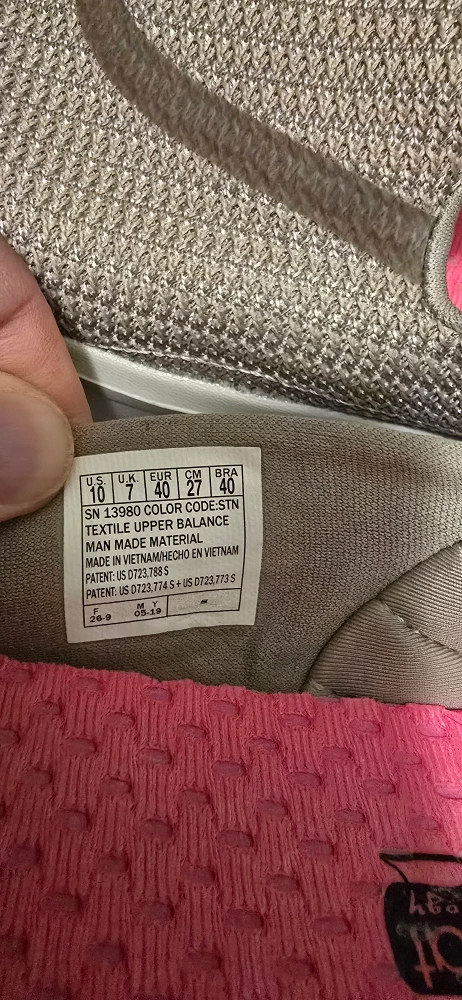 U.S. U.K. EUR CM BRA
10 7 40 27 40
SN 13980 COLOR CODE:STN
TEXTILE UPPER BALANCE
MAN MADE MATERIAL
MADE IN VIETNAM/HECHO EN VIETNAM
PATENT: US D723,788 S
PATENT: US D723,774 S + US D723,773 S
F M Y
26-9 05-19